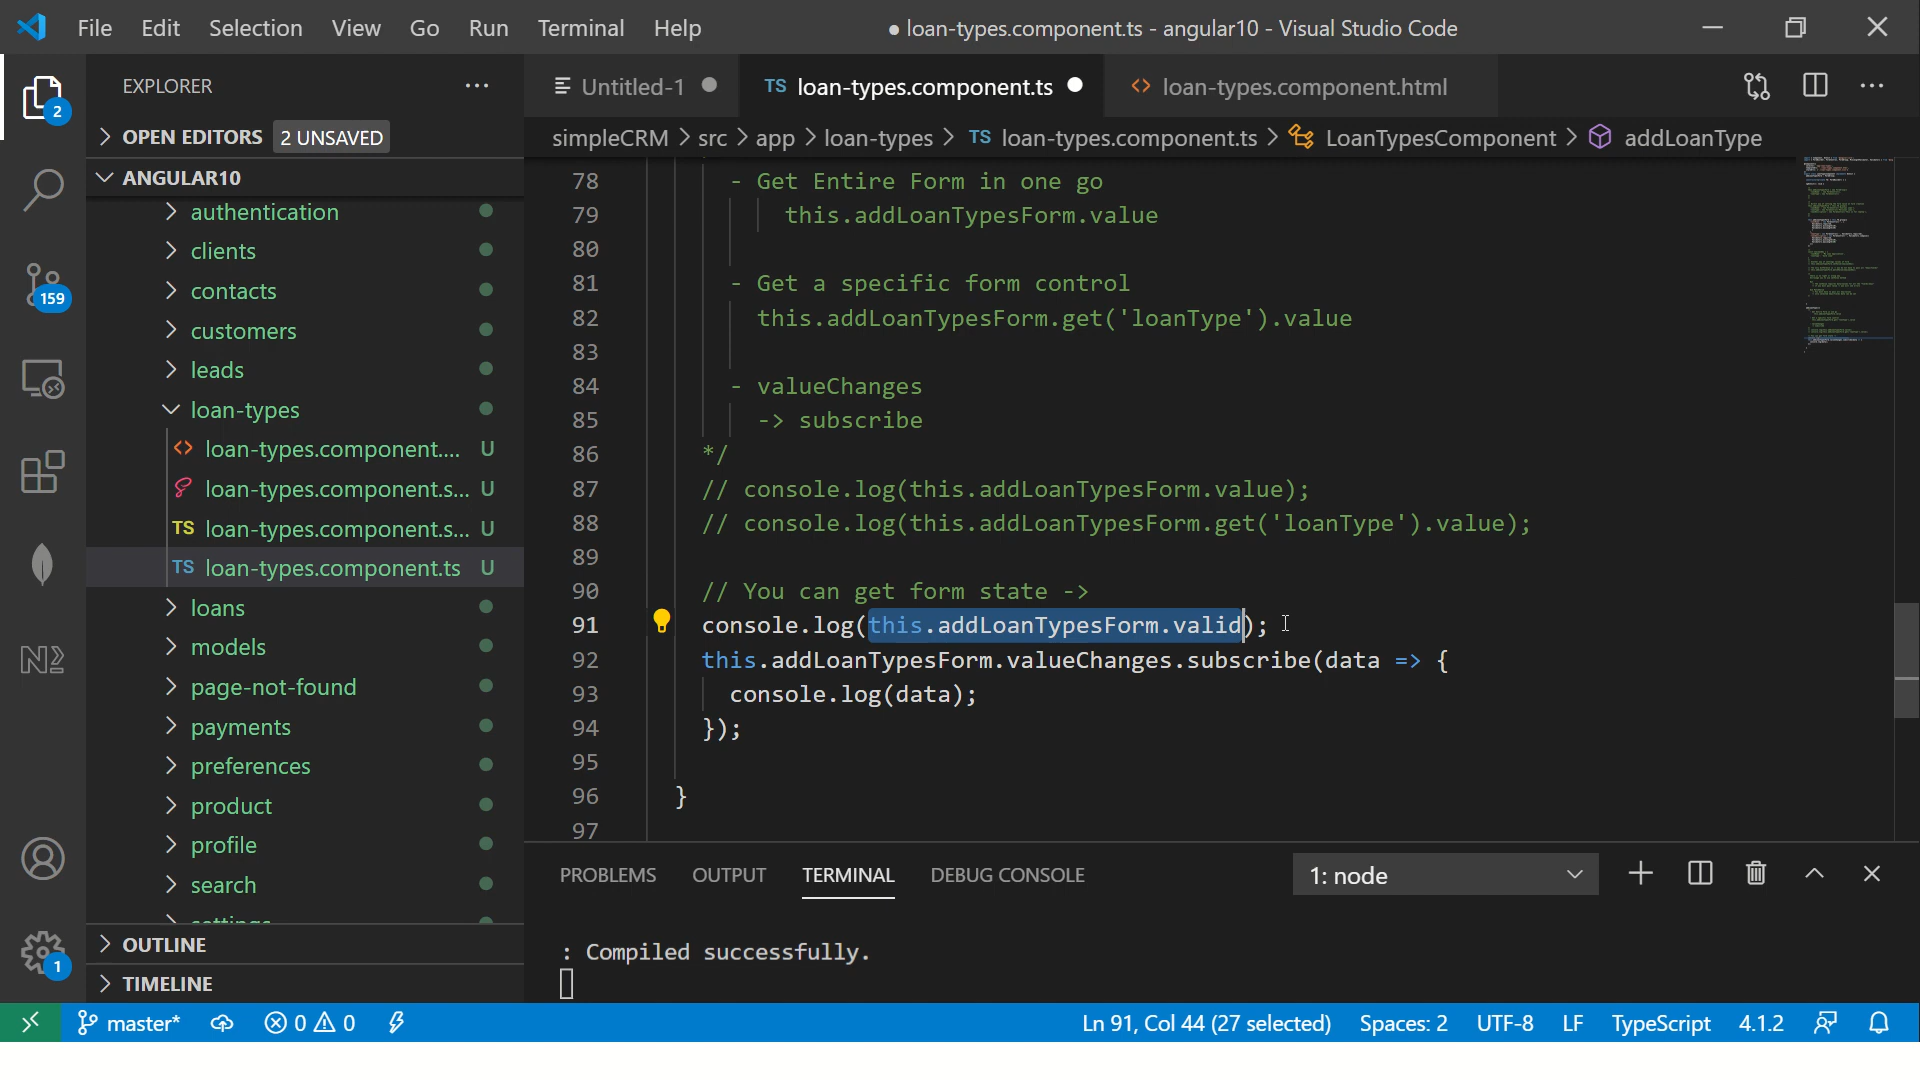 File Edit Selection View Go Run Terminal Help
● loan-types.component.ts - angular10 - Visual Studio Code
EXPLORER
2
OPEN EDITORS 2 UNSAVED
ANGULAR10
authentication
clients
contacts
159
customers
leads
loan-types
loan-types.component.... U
loan-types.component.s... U
TS loan-types.component.s... U
TS loan-types.component.ts U
loans
models
page-not-found
payments
preferences
product
profile
search
OUTLINE
1
TIMELINE
Untitled-1
TS loan-types.component.ts
<> loan-types.component.html
simpleCRM > src > app > loan-types > TS loan-types.component.ts > LoanTypesComponent > addLoanType
78 - Get Entire Form in one go
79 this.addLoanTypesForm.value
80
81 - Get a specific form control
82 this.addLoanTypesForm.get('loanType').value
83
84 - valueChanges
85 -> subscribe
86 */
87 // console.log(this.addLoanTypesForm.value);
88 // console.log(this.addLoanTypesForm.get('loanType').value);
89
90 // You can get form state ->
91 console.log(this.addLoanTypesForm.valid);
92 this.addLoanTypesForm.valueChanges.subscribe(data => {
93 console.log(data);
94 });
95
96 }
97
PROBLEMS OUTPUT TERMINAL DEBUG CONSOLE
1: node
: Compiled successfully.
master* 0 0
Ln 91, Col 44 (27 selected) Spaces: 2 UTF-8 LF TypeScript 4.1.2